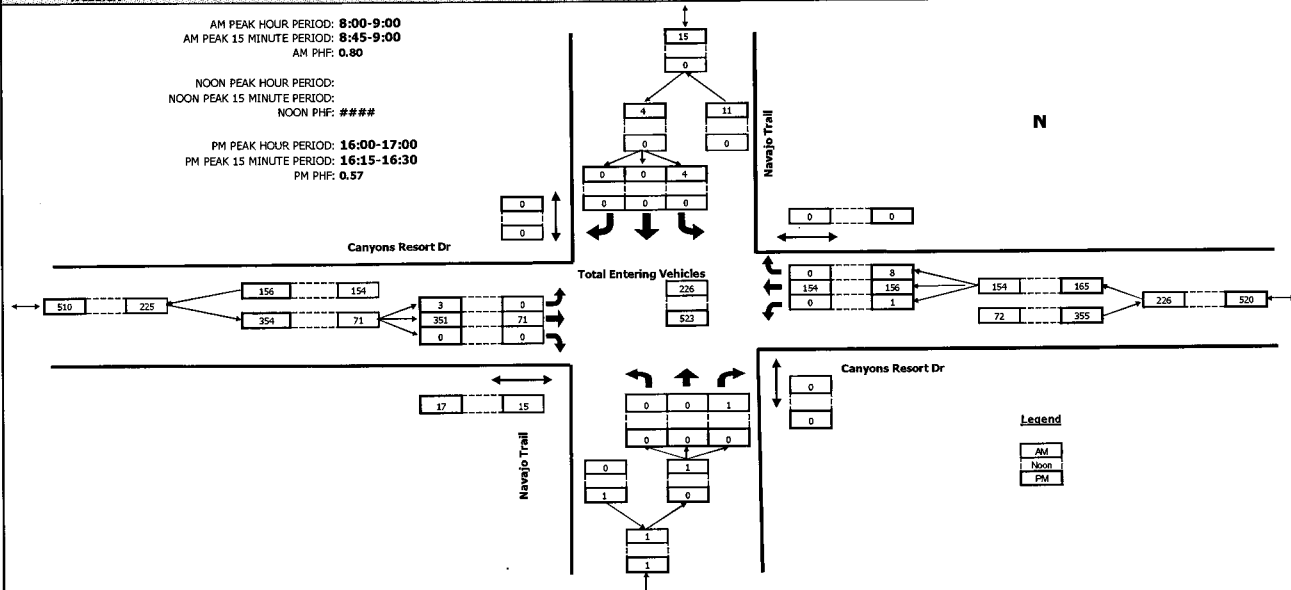 AM PEAK HOUR PERIOD: 8:00-9:00
AM PEAK 15 MINUTE PERIOD: 8:45-9:00
AM PHF: 0.80
NOON PEAK HOUR PERIOD:
NOON PEAK 15 MINUTE PERIOD:
NOON PHF: ####
PM PEAK HOUR PERIOD: 16:00-17:00
PM PEAK 15 MINUTE PERIOD: 16:15-16:30
PM PHF: 0.57
15
0
4 11
0 0
0 0 4
0 0 0
Navajo Trail
N
0
0
Canyons Resort Dr
0 0
Total Entering Vehicles
226
523
510 225
156 154
354 71
3 0
351 71
0 0
0 8
154 156
0 1
154 165
72 355
226 520
Canyons Resort Dr
0
0
17 15
Navajo Trail
0 0 1
0 0 0
0 1
1 0
1
1
Legend
AM
Noon
PM